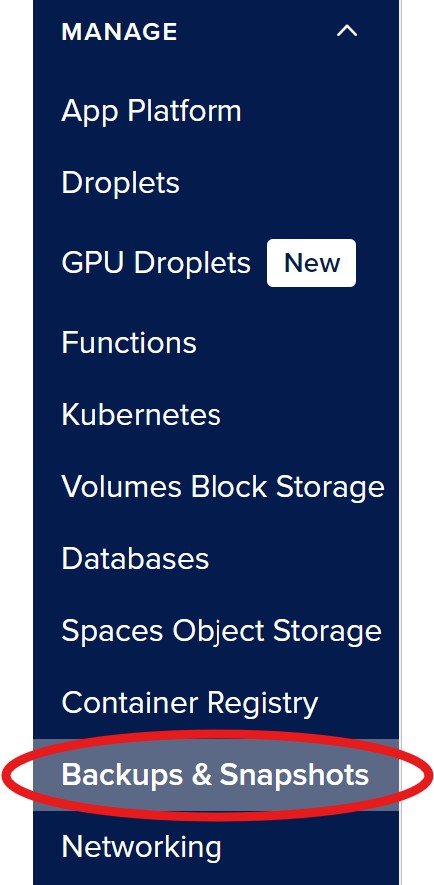 MANAGE
App Platform
Droplets
GPU Droplets New
Functions
Kubernetes
Volumes Block Storage
Databases
Spaces Object Storage
Container Registry
Backups & Snapshots
Networking